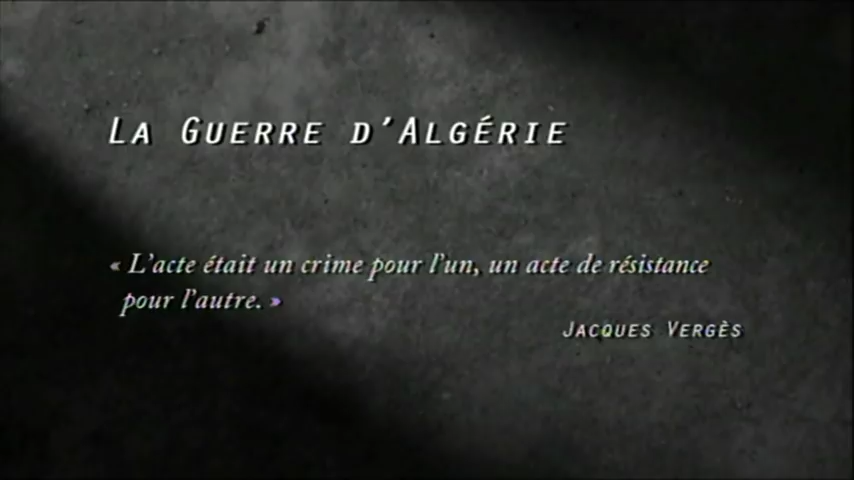 La Guerre d'Algérie
« L'acte était un crime pour l'un, un acte de résistance
pour l'autre. »
Jacques Vergès